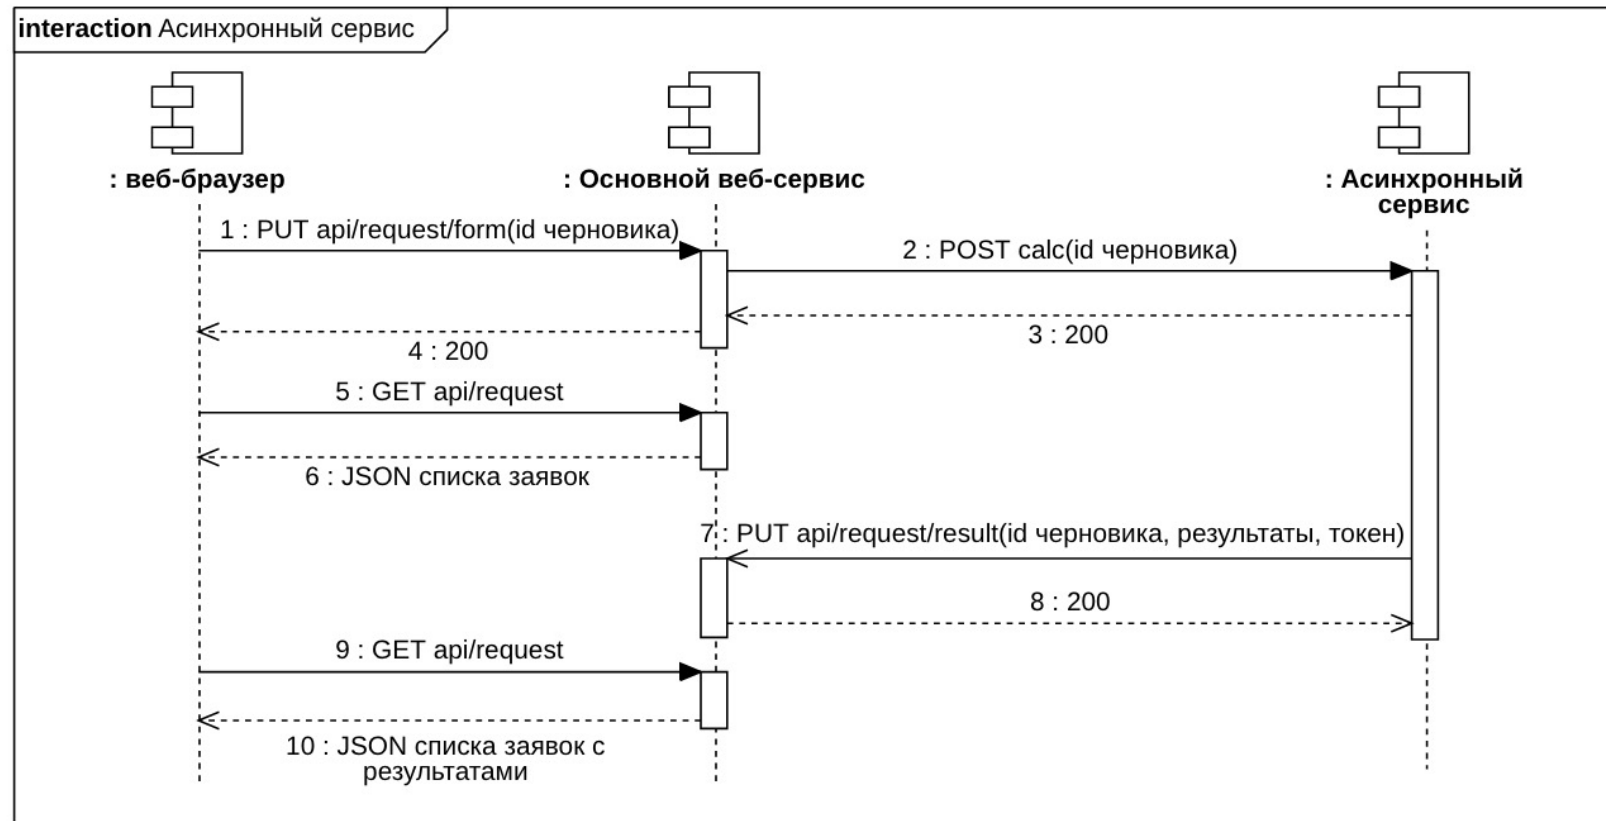 interaction Асинхронный сервис
: веб-браузер
: Основной веб-сервис
: Асинхронный
сервис
1 : PUT api/request/form(id черновика)
2 : POST calc(id черновика)
3 : 200
4 : 200
5 : GET api/request
6 : JSON списка заявок
7 : PUT api/request/result(id черновика, результаты, токен)
8 : 200
9 : GET api/request
10 : JSON списка заявок с
результатами